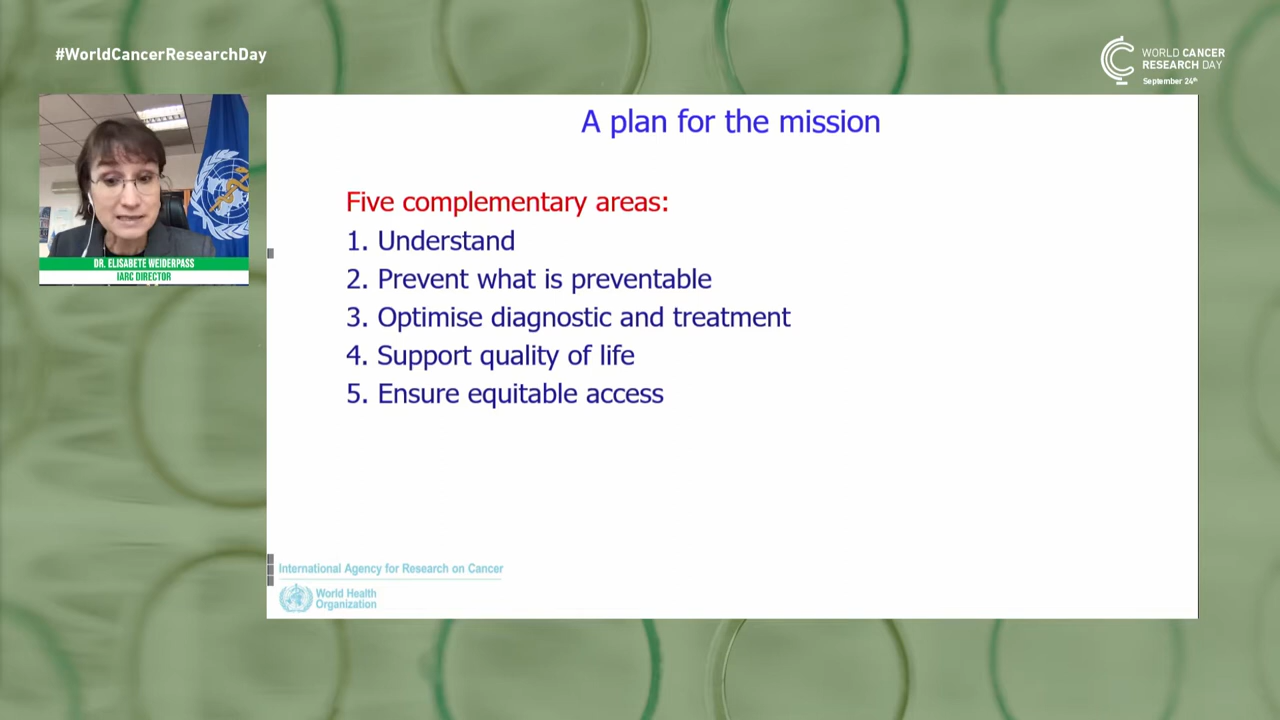 #WorldCancerResearchDay
WORLD CANCER
RESEARCH DAY
September 24th
DR. ELISABETE WEIDERPASS
IARC DIRECTOR
A plan for the mission
Five complementary areas:
1. Understand
2. Prevent what is preventable
3. Optimise diagnostic and treatment
4. Support quality of life
5. Ensure equitable access
International Agency for Research on Cancer
World Health
Organization